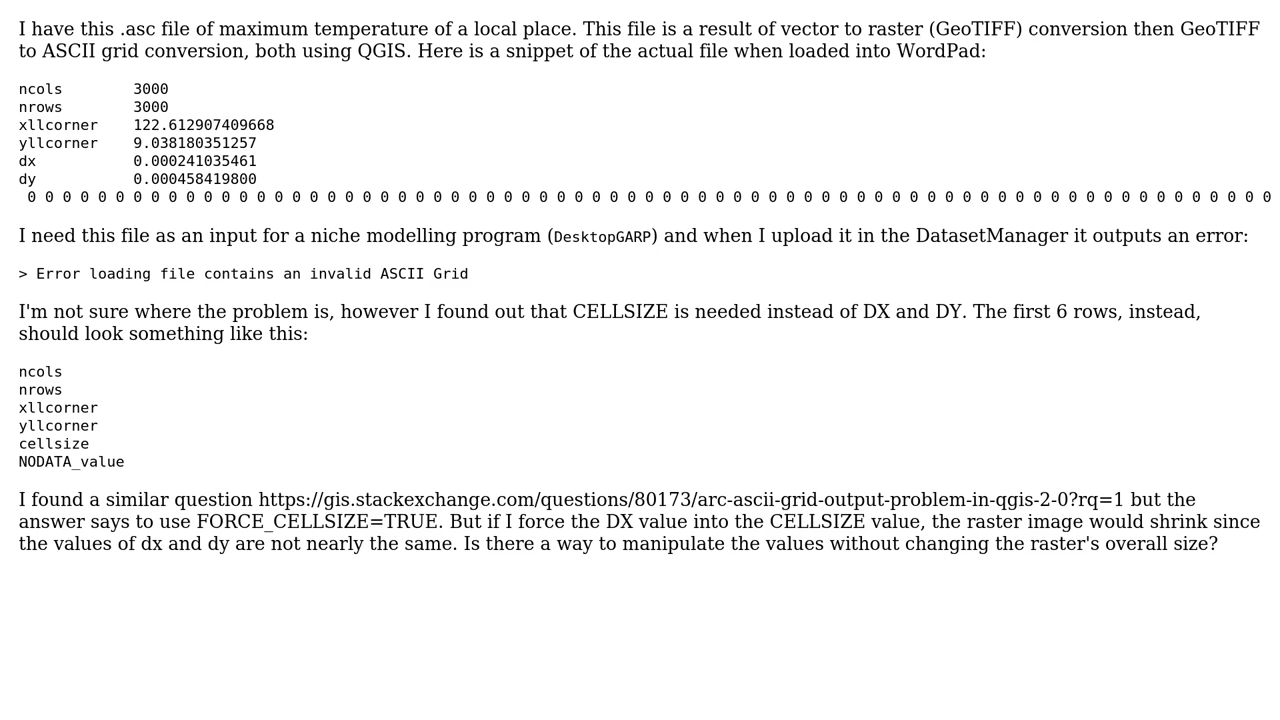 I have this .asc file of maximum temperature of a local place. This file is a result of vector to raster (GeoTIFF) conversion then GeoTIFF
to ASCII grid conversion, both using QGIS. Here is a snippet of the actual file when loaded into WordPad:
ncols        3000
nrows        3000
xllcorner    122.612907409668
yllcorner    9.038180351257
dx           0.000241035461
dy           0.000458419800
0 0 0 0 0 0 0 0 0 0 0 0 0 0 0 0 0 0 0 0 0 0 0 0 0 0 0 0 0 0 0 0 0 0 0 0 0 0 0 0 0 0 0 0 0 0 0 0 0 0 0 0 0 0 0 0 0 0 0 0 0 0 0 0 0 0 0 0 0 0 0
I need this file as an input for a niche modelling program (DesktopGARP) and when I upload it in the DatasetManager it outputs an error:
> Error loading file contains an invalid ASCII Grid
I'm not sure where the problem is, however I found out that CELLSIZE is needed instead of DX and DY. The first 6 rows, instead,
should look something like this:
ncols
nrows
xllcorner
yllcorner
cellsize
NODATA_value
I found a similar question https://gis.stackexchange.com/questions/80173/arc-ascii-grid-output-problem-in-qgis-2-0?rq=1 but the
answer says to use FORCE_CELLSIZE=TRUE. But if I force the DX value into the CELLSIZE value, the raster image would shrink since
the values of dx and dy are not nearly the same. Is there a way to manipulate the values without changing the raster's overall size?